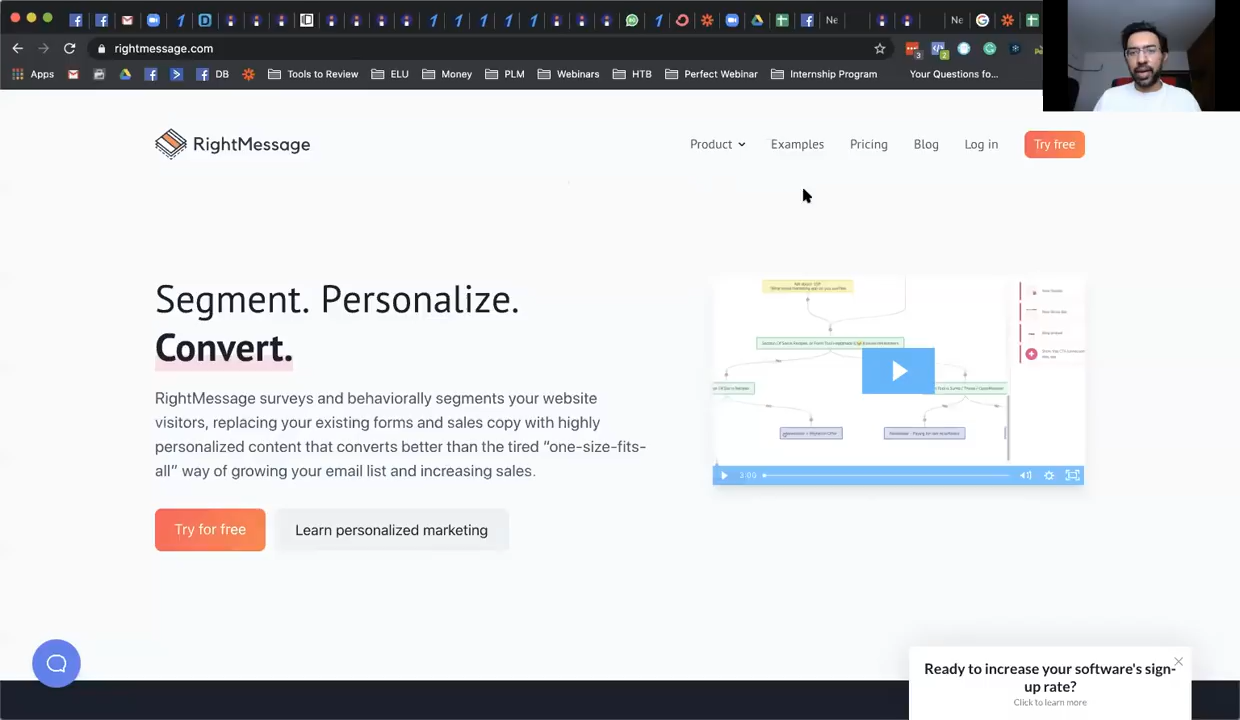 Ne
Ne
rightmessage.com
3
2
Apps
DB
Tools to Review
ELU
Money
PLM
Webinars
HTB
Perfect Webinar
Internship Program
Your Questions fo...
RightMessage
Product
Examples
Pricing
Blog
Log in
Try free
Segment. Personalize.
Convert.
RightMessage surveys and behaviorally segments your website
visitors, replacing your existing forms and sales copy with highly
personalized content that converts better than the tired “one-size-fits-
all” way of growing your email list and increasing sales.
Try for free
Learn personalized marketing
3:00
Ready to increase your software's sign-
up rate?
Click to learn more